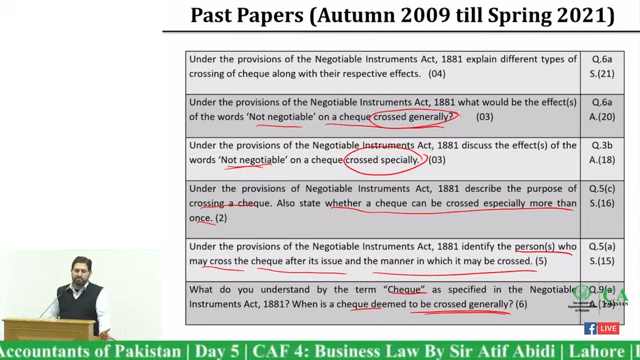 Past Papers (Autumn 2009 till Spring 2021)
Under the provisions of the Negotiable Instruments Act, 1881 explain different types of crossing of cheque along with their respective effects. (04)
Q.6a
S.(21)
Under the provisions of the Negotiable Instruments Act, 1881 what would be the effect(s) of the words ‘Not negotiable’ on a cheque crossed generally? (03)
Q.6a
A.(20)
Under the provisions of the Negotiable Instruments Act, 1881 discuss the effect(s) of the words ‘Not negotiable’ on a cheque crossed specially. (03)
Q.3b
A.(18)
Under the provisions of Negotiable Instruments Act, 1881 describe the purpose of crossing a cheque. Also state whether a cheque can be crossed especially more than once. (2)
Q.5(c)
S.(16)
Under the provisions of the Negotiable Instruments Act, 1881 identify the person(s) who may cross the cheque after its issue and the manner in which it may be crossed. (5)
Q.5(a)
S.(15)
What do you understand by the term “Cheque” as specified in the Negotiable Instruments Act, 1881? When is a cheque deemed to be crossed generally? (6)
Q.9(a)
CA
LIVE
Accountants of Pakistan | Day 5 | CAF 4: Business Law By Sir Atif Abidi | Lahore |